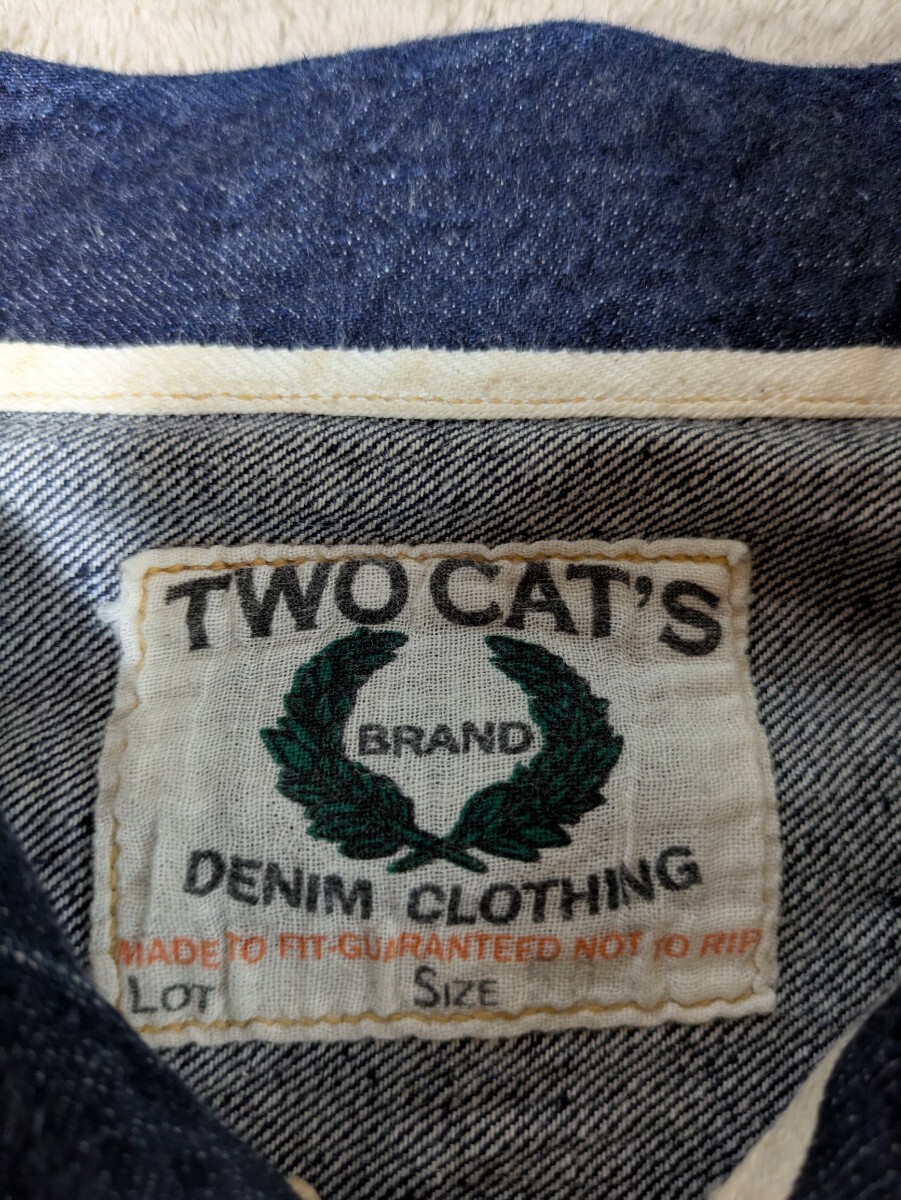 TWO CAT'S
BRAND
DENIM CLOTHING
MADE TO FIT-GUARANTEED NOT TO RIP
LOT SIZE